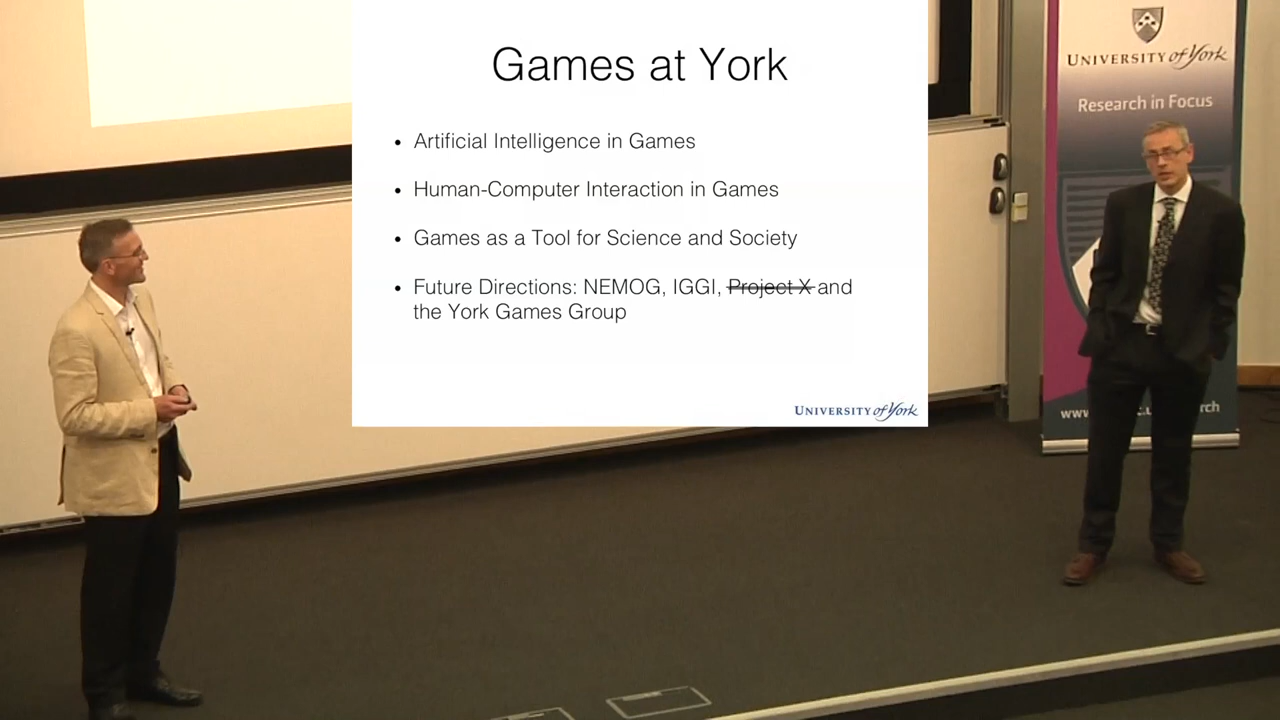 Games at York
• Artificial Intelligence in Games
• Human-Computer Interaction in Games
• Games as a Tool for Science and Society
• Future Directions: NEMOG, IGGI, Project X and
the York Games Group
UNIVERSITY of York
UNIVERSITY of York
Research in Focus